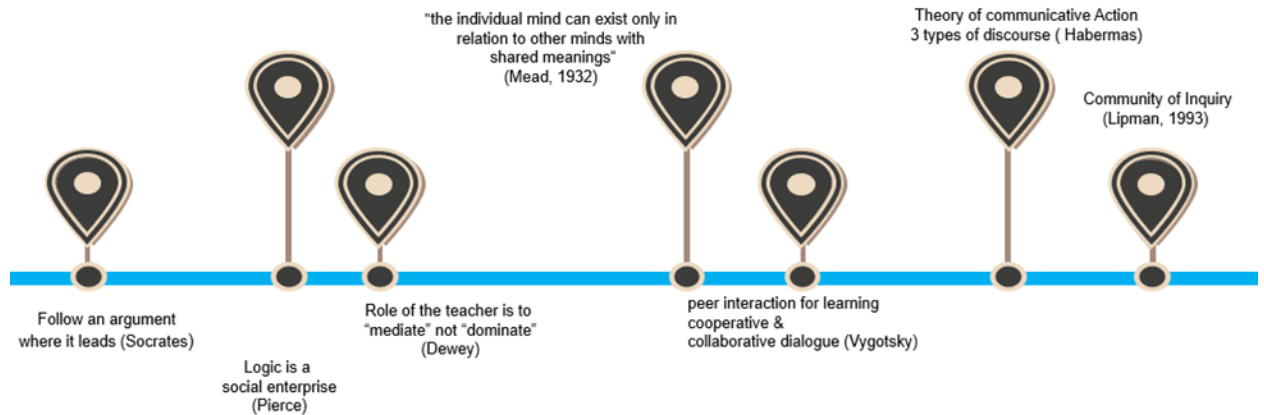 Follow an argument
where it leads (Socrates)
Logic is a
social enterprise
(Pierce)
Role of the teacher is to
“mediate” not “dominate”
(Dewey)
“the individual mind can exist only in
relation to other minds with
shared meanings“
(Mead, 1932)
peer interaction for learning
cooperative &
collaborative dialogue (Vygotsky)
Theory of communicative Action
3 types of discourse ( Habermas)
Community of Inquiry
(Lipman, 1993)